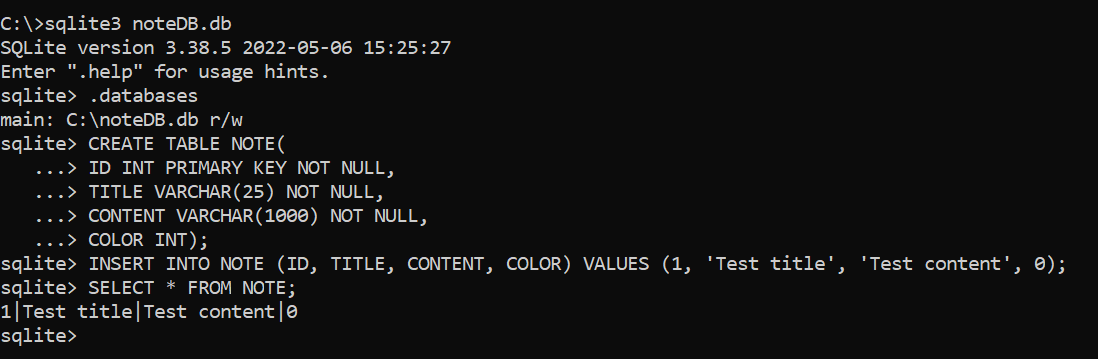 C:\>sqlite3 noteDB.db
SQLite version 3.38.5 2022-05-06 15:25:27
Enter ".help" for usage hints.
sqlite> .databases
main: C:\noteDB.db r/w
sqlite> CREATE TABLE NOTE(
   ...> ID INT PRIMARY KEY NOT NULL,
   ...> TITLE VARCHAR(25) NOT NULL,
   ...> CONTENT VARCHAR(1000) NOT NULL,
   ...> COLOR INT);
sqlite> INSERT INTO NOTE (ID, TITLE, CONTENT, COLOR) VALUES (1, 'Test title', 'Test content', 0);
sqlite> SELECT * FROM NOTE;
1|Test title|Test content|0
sqlite>